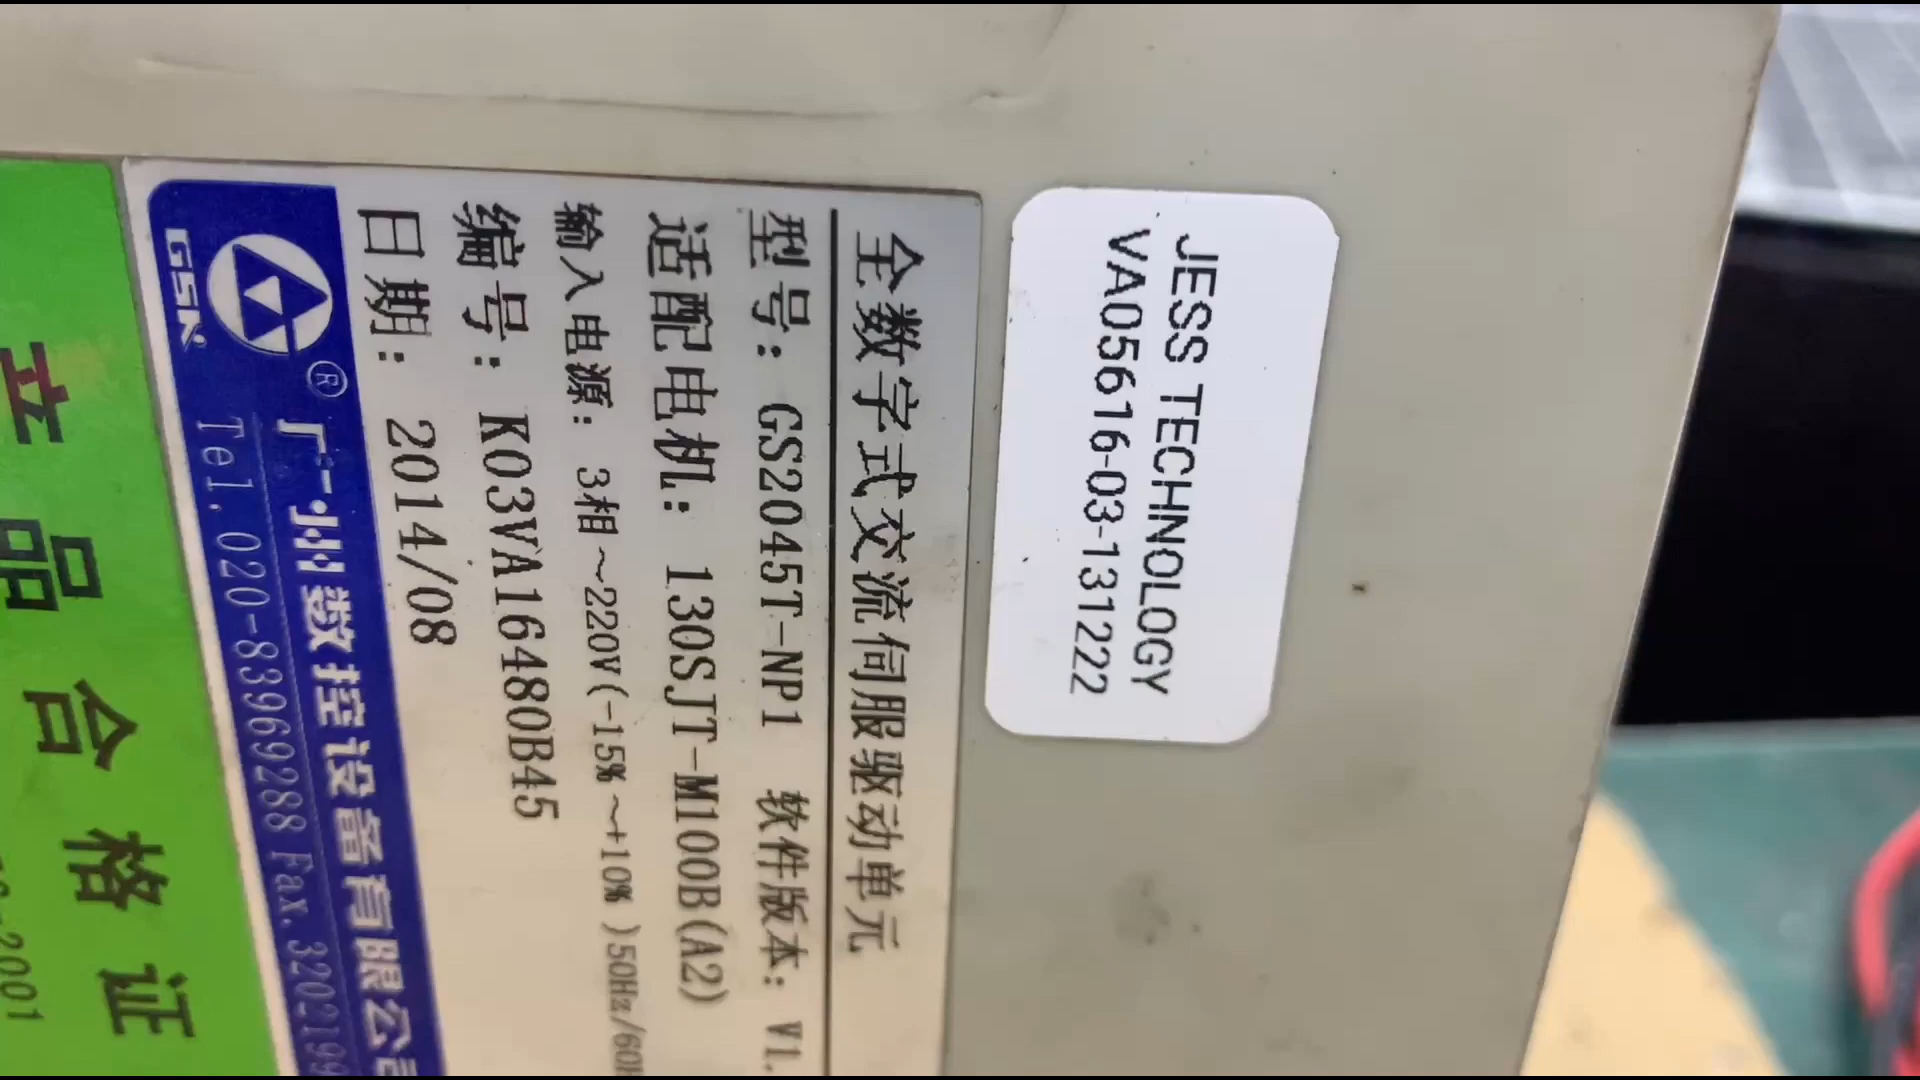 JESS TECHNOLOGY
VA05616-03-131222
全数字式交流伺服驱动单元
型号: GS2045T-NP1 软件版本: V1.
适配电机: 130SJT-M100B(A2)
输入电源: 3相~220V(-15%~+10%)50Hz/60H
编号: K03VA16480B45
日期: 2014/08
GSK
®
广州数控设备有限公司
Tel. 020-83969288 Fax. 3202199
产品合格证
-2001